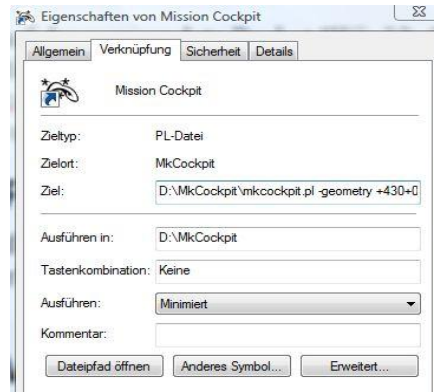 Eigenschaften von Mission Cockpit
Allgemein Verknüpfung Sicherheit Details
Mission Cockpit
Zieltyp: PL-Datei
Zielort: MkCockpit
Ziel: D:\MkCockpit\mkcockpit.pl -geometry +430+0
Ausführen in: D:\MkCockpit
Tastenkombination: Keine
Ausführen: Minimiert
Kommentar:
Dateipfad öffnen Anderes Symbol... Erweitert...